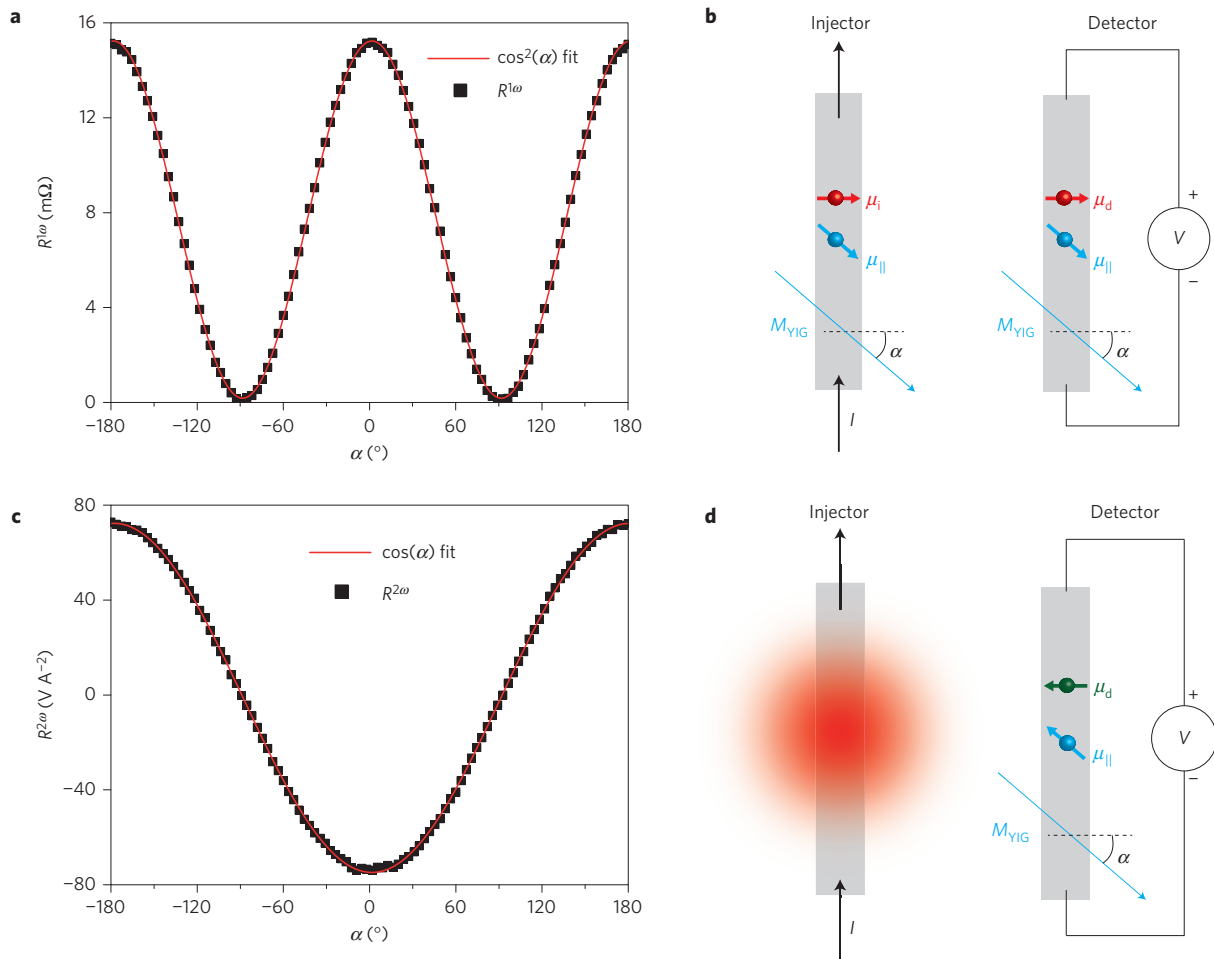 a
16
12
8
4
0
R¹ω (mΩ)
cos²(α) fit
R¹ω
−180 −120 −60 0 60 120 180
α (°)
b
Injector
Detector
μi
μ||
MYIG
α
I
μd
μ||
MYIG
α
+
V
−
c
80
40
0
−40
−80
R²ω (V A⁻²)
cos(α) fit
R²ω
−180 −120 −60 0 60 120 180
α (°)
d
Injector
Detector
I
μd
μ||
MYIG
α
+
V
−